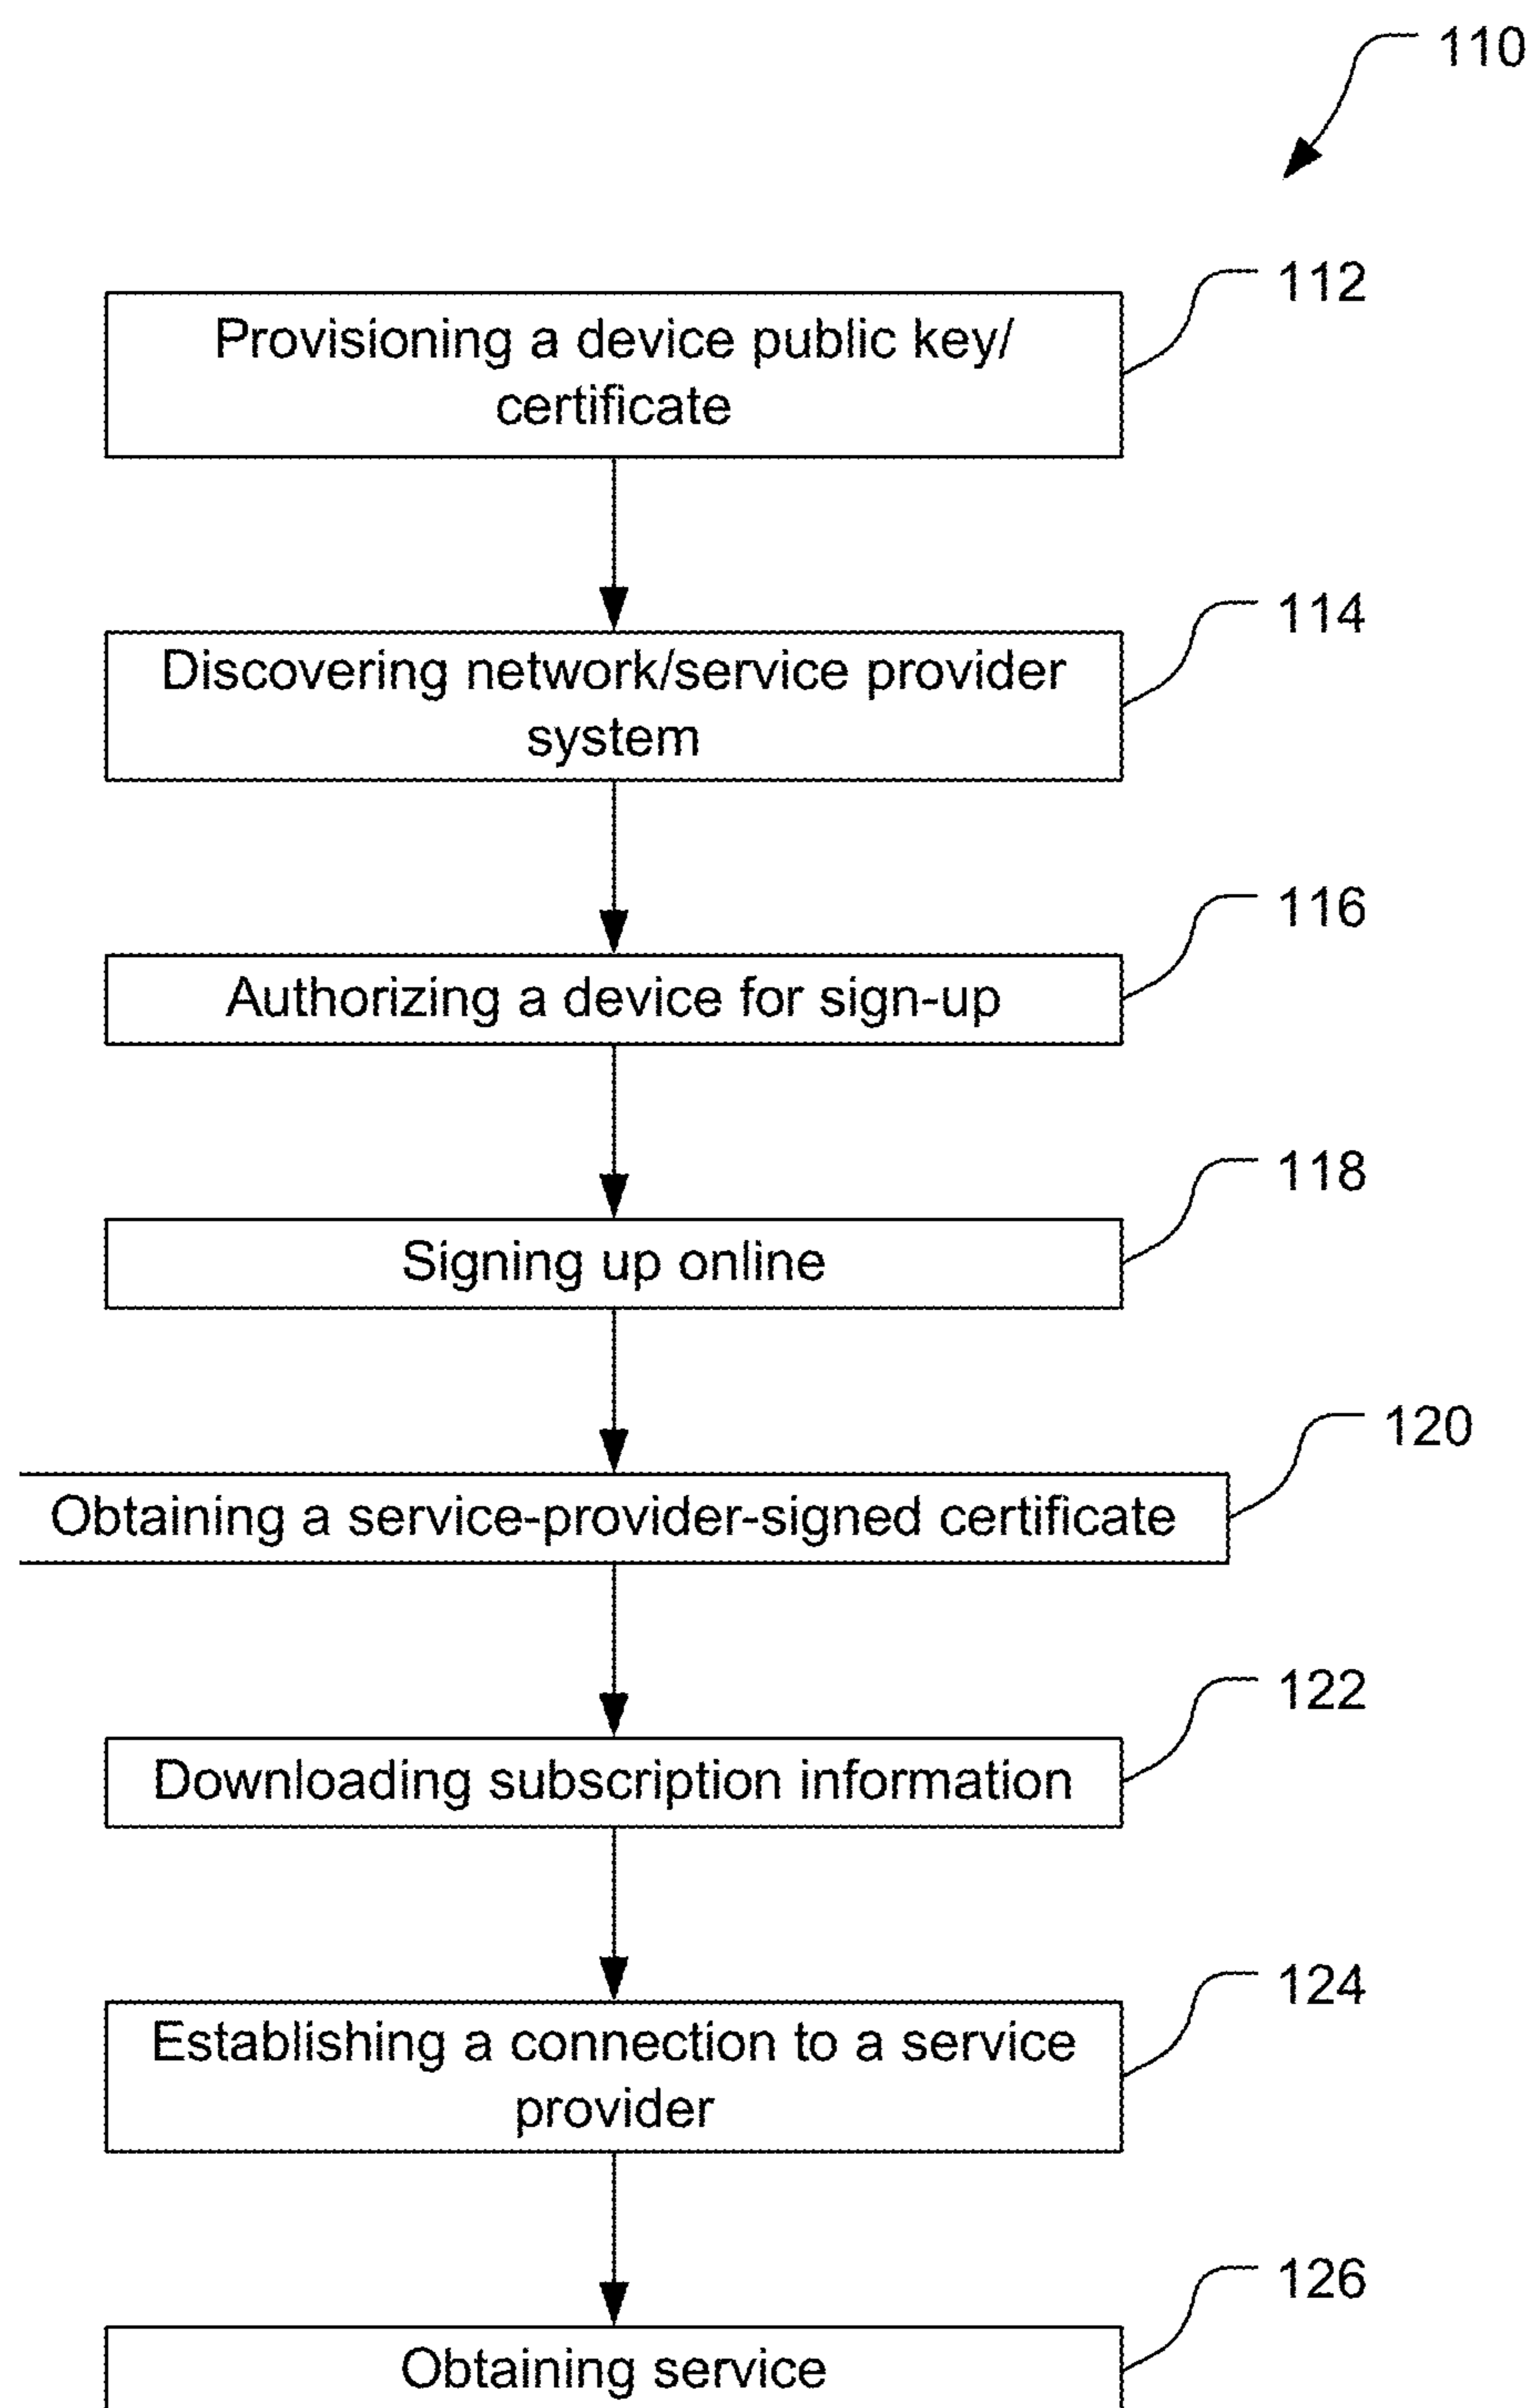 110
112
Provisioning a device public key/
certificate
114
Discovering network/service provider
system
116
Authorizing a device for sign-up
118
Signing up online
120
Obtaining a service-provider-signed certificate
122
Downloading subscription information
124
Establishing a connection to a service
provider
126
Obtaining service